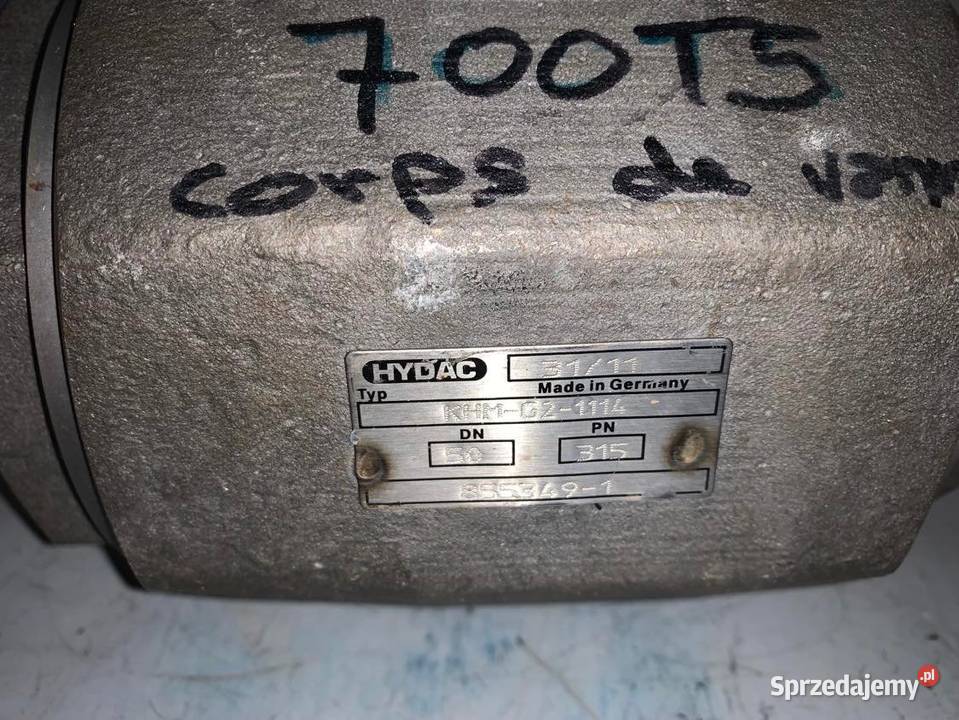 700T5
corps de
HYDAC 31/11
Typ Made in Germany
KHM-G2-1114
DN PN
50 315
855349-1
Sprzedajemy.pl